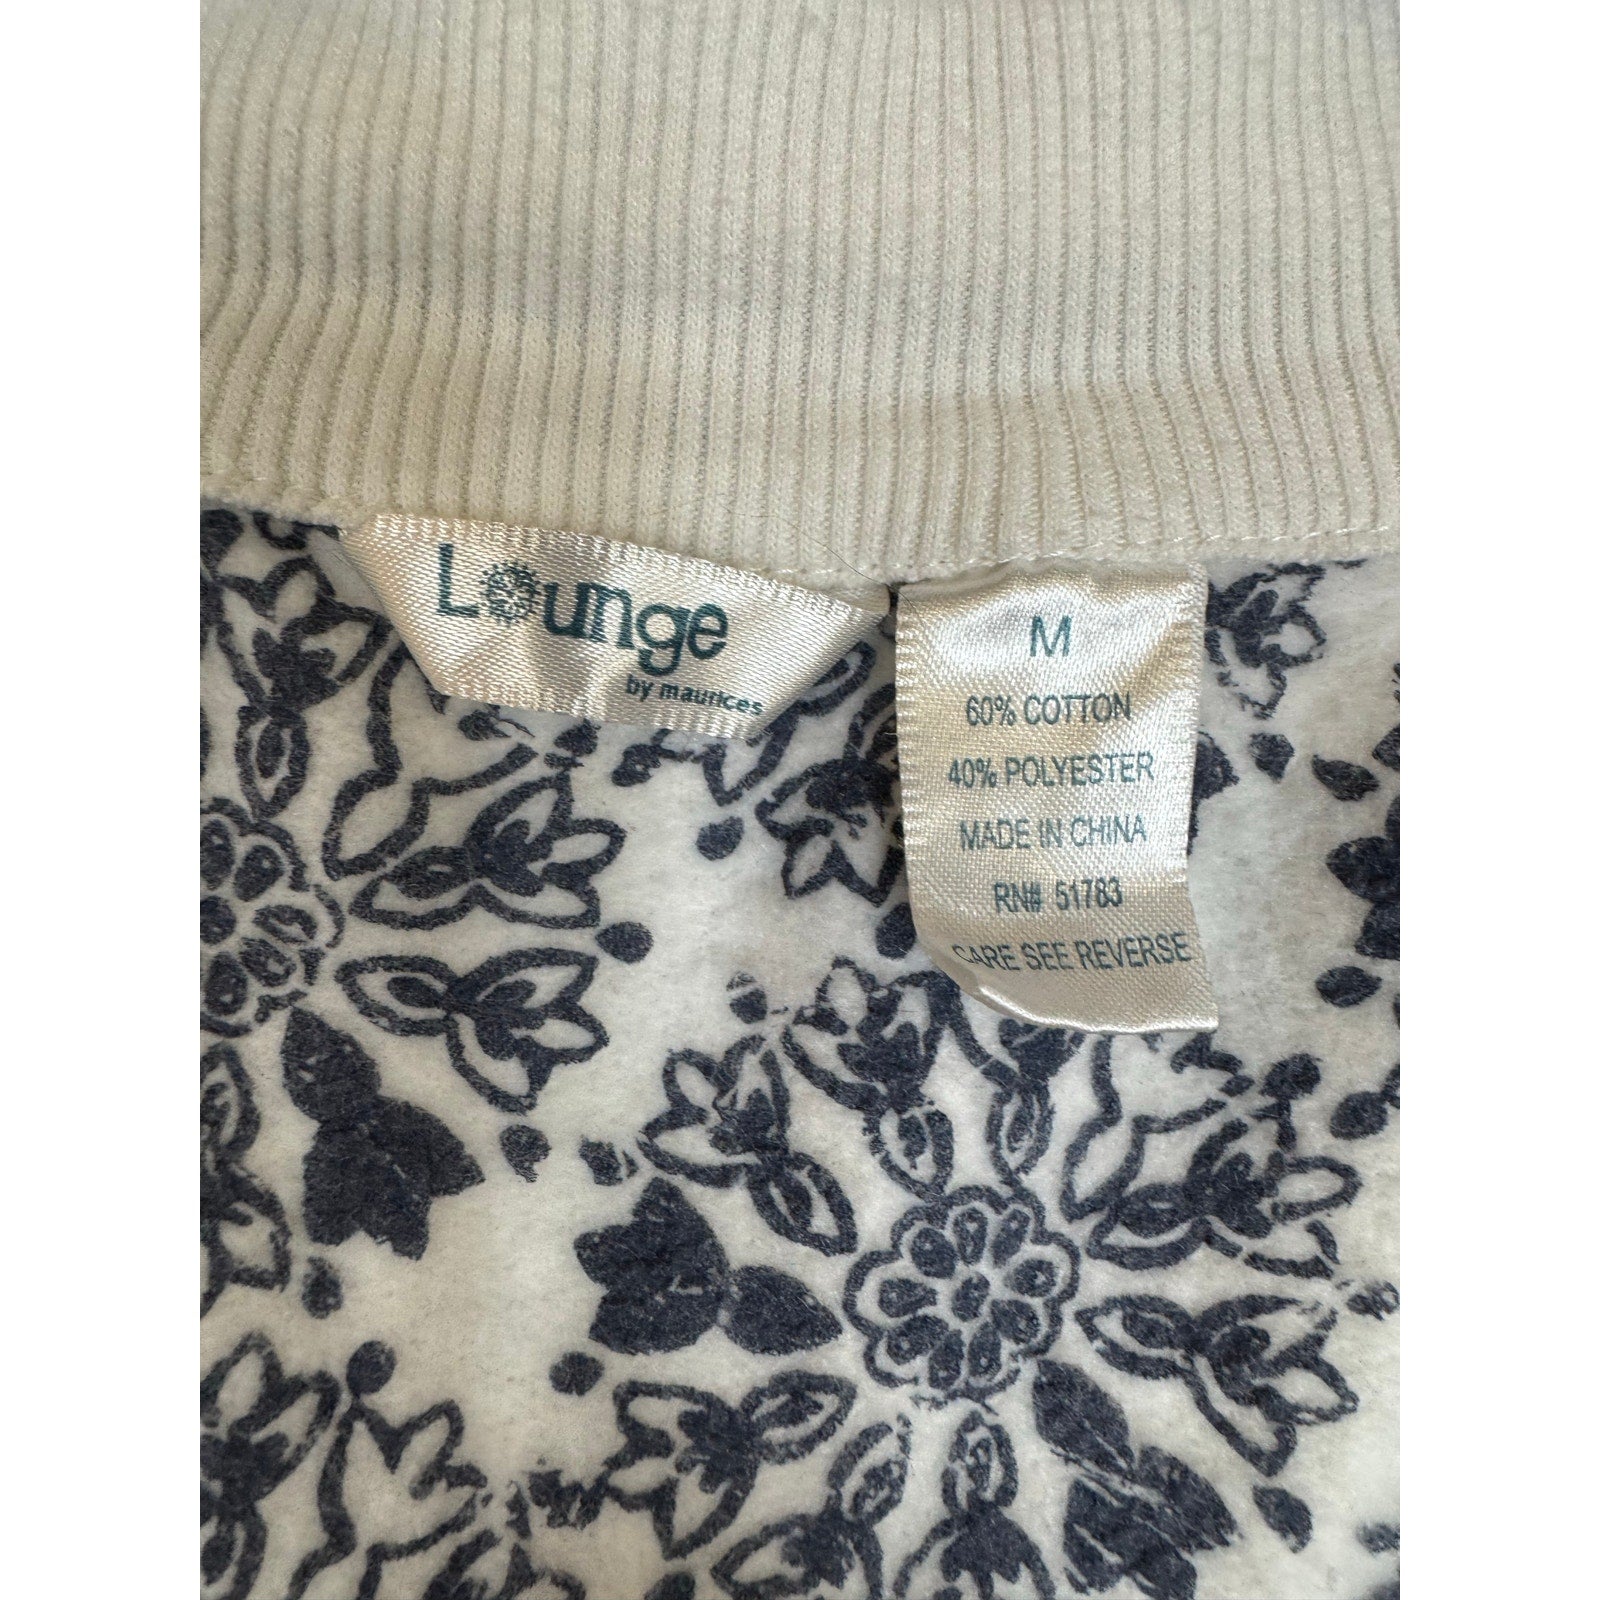 Lounge
by maurices
M
60% COTTON
40% POLYESTER
MADE IN CHINA
RN# 51783
CARE SEE REVERSE